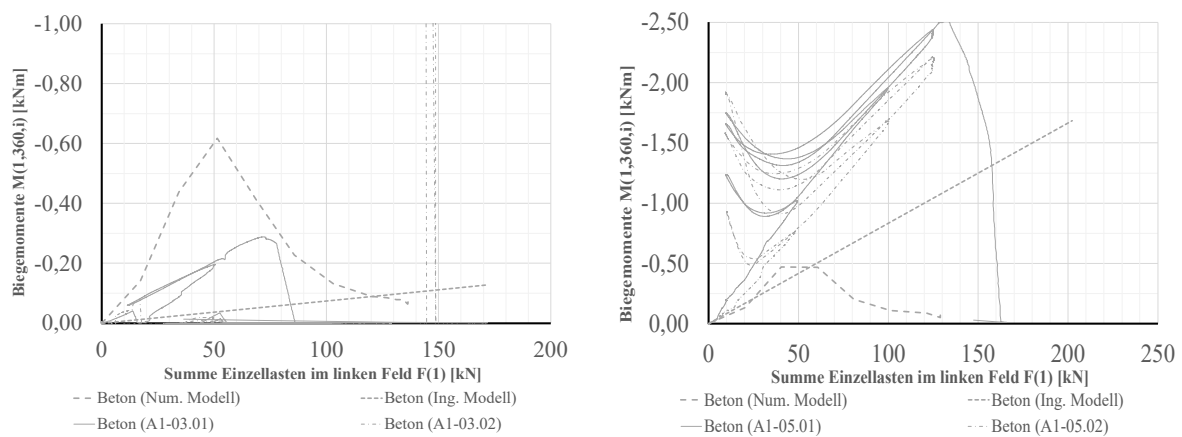 Biegemomente M(1,360,i) [kNm]
-1,00
-0,80
-0,60
-0,40
-0,20
0,00
0
50
100
150
200
Summe Einzellasten im linken Feld F(1) [kN]
Beton (Num. Modell)
Beton (Ing. Modell)
Beton (A1-03.01)
Beton (A1-03.02)
Biegemomente M(1,360,i) [kNm]
-2,50
-2,00
-1,50
-1,00
-0,50
0,00
0
50
100
150
200
250
Summe Einzellasten im linken Feld F(1) [kN]
Beton (Num. Modell)
Beton (Ing. Modell)
Beton (A1-05.01)
Beton (A1-05.02)